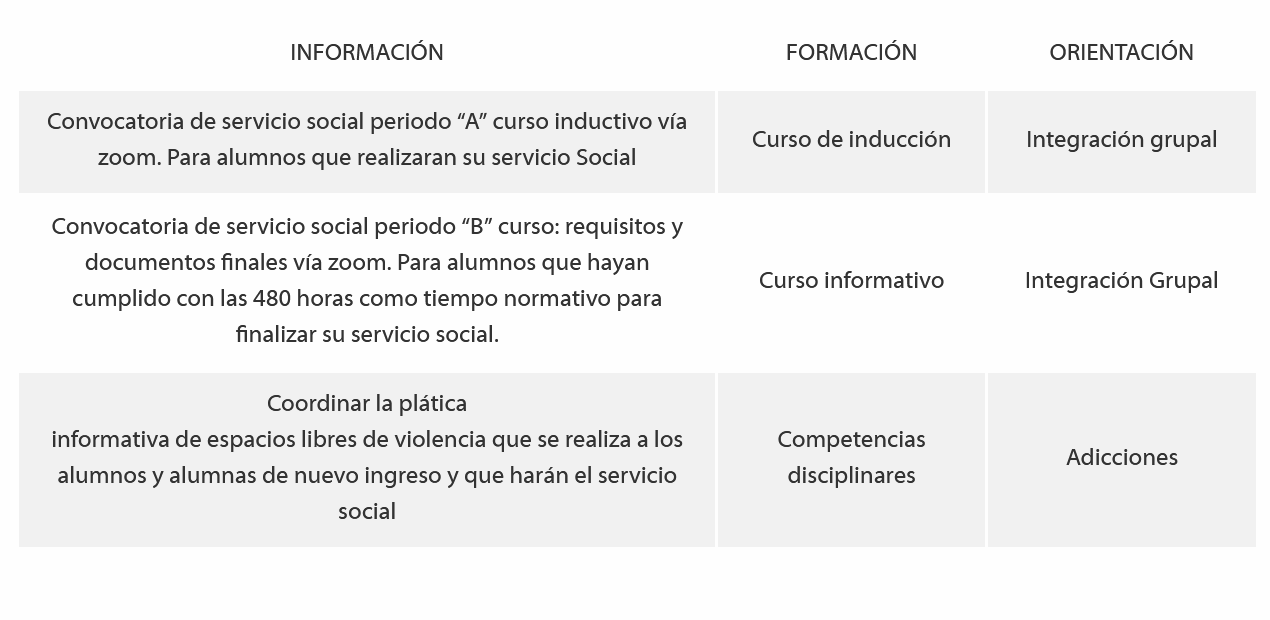 INFORMACIÓN FORMACIÓN ORIENTACIÓN
Convocatoria de servicio social periodo “A” curso inductivo vía
zoom. Para alumnos que realizaran su servicio Social
Curso de inducción
Integración grupal
Convocatoria de servicio social periodo “B” curso: requisitos y
documentos finales vía zoom. Para alumnos que hayan
cumplido con las 480 horas como tiempo normativo para
finalizar su servicio social.
Curso informativo
Integración Grupal
Coordinar la plática
informativa de espacios libres de violencia que se realiza a los
alumnos y alumnas de nuevo ingreso y que harán el servicio
social
Competencias
disciplinares
Adicciones